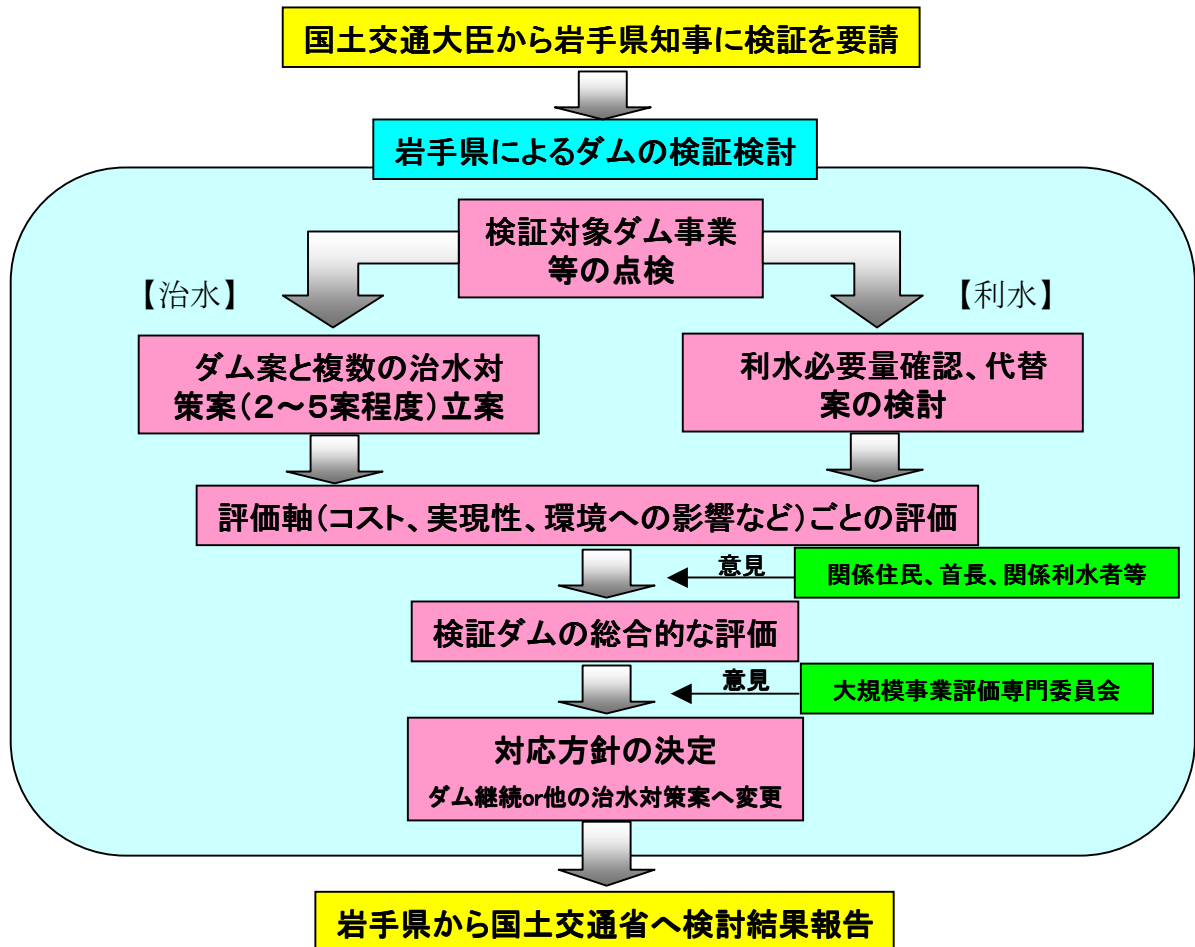 国土交通大臣から岩手県知事に検証を要請
岩手県によるダムの検証検討
検証対象ダム事業
等の点検
【治水】
【利水】
ダム案と複数の治水対
策案(2～5案程度)立案
利水必要量確認、代替
案の検討
評価軸(コスト、実現性、環境への影響など)ごとの評価
意見
関係住民、首長、関係利水者等
検証ダムの総合的な評価
意見
大規模事業評価専門委員会
対応方針の決定
ダム継続or他の治水対策案へ変更
岩手県から国土交通省へ検討結果報告